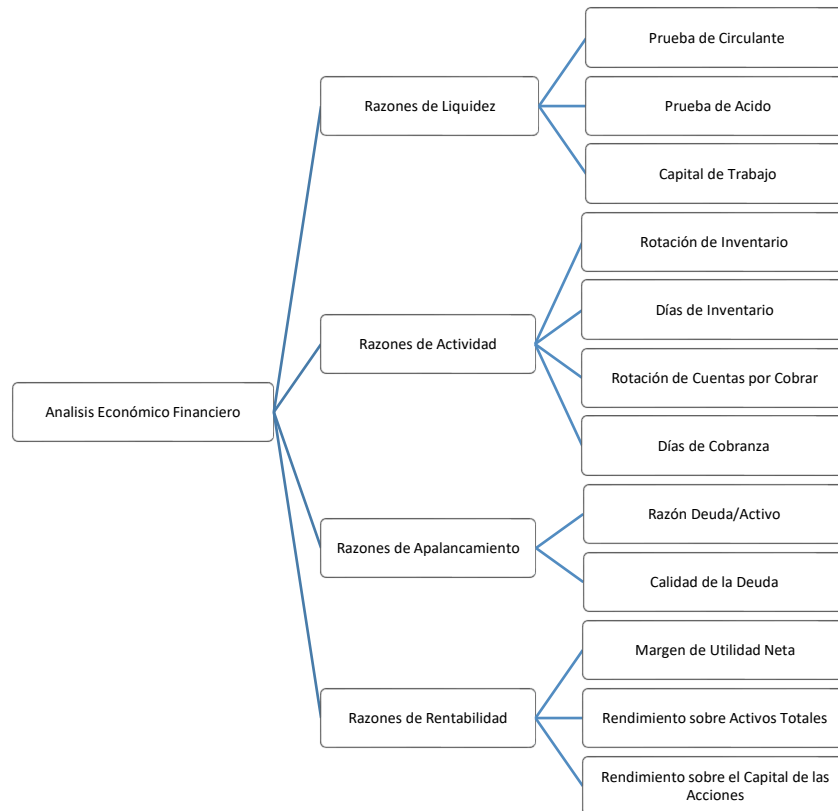 Prueba de Circulante
Razones de Liquidez
Prueba de Acido
Capital de Trabajo
Rotación de Inventario
Días de Inventario
Razones de Actividad
Rotación de Cuentas por Cobrar
Analisis Económico Financiero
Días de Cobranza
Razón Deuda/Activo
Razones de Apalancamiento
Calidad de la Deuda
Margen de Utilidad Neta
Razones de Rentabilidad
Rendimiento sobre Activos Totales
Rendimiento sobre el Capital de las
Acciones